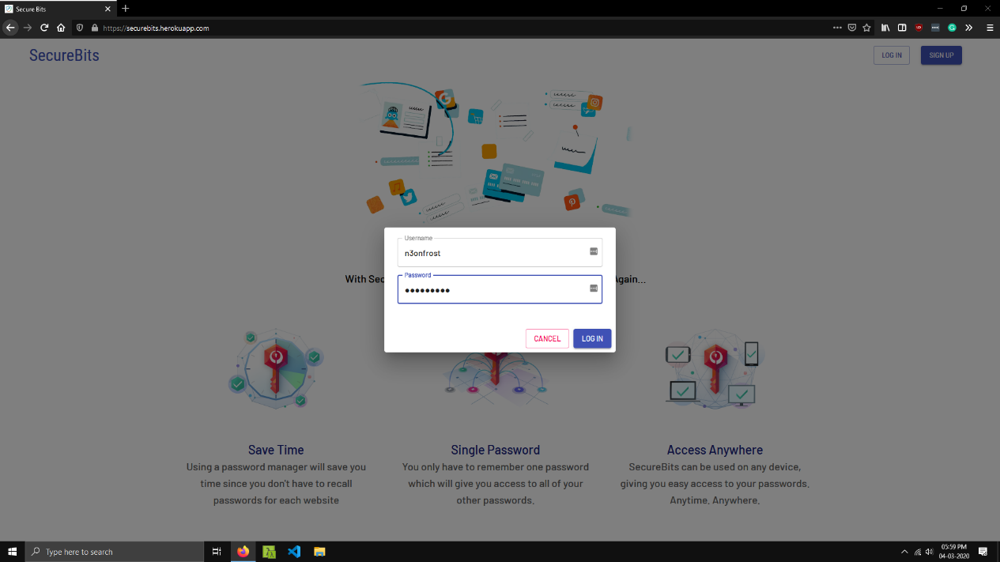 Secure Bits
https://securebits.herokuapp.com
SecureBits
LOG IN
SIGN UP
Username
n3onfrost
With Sec
Again...
Password
●●●●●●●●●
CANCEL
LOG IN
Save Time
Using a password manager will save you
time since you don't have to recall
passwords for each website
Single Password
You only have to remember one password
which will give you access to all of your
other passwords.
Access Anywhere
SecureBits can be used on any device,
giving you easy access to your passwords.
Anytime. Anywhere.
Type here to search
05:59 PM
04-03-2020